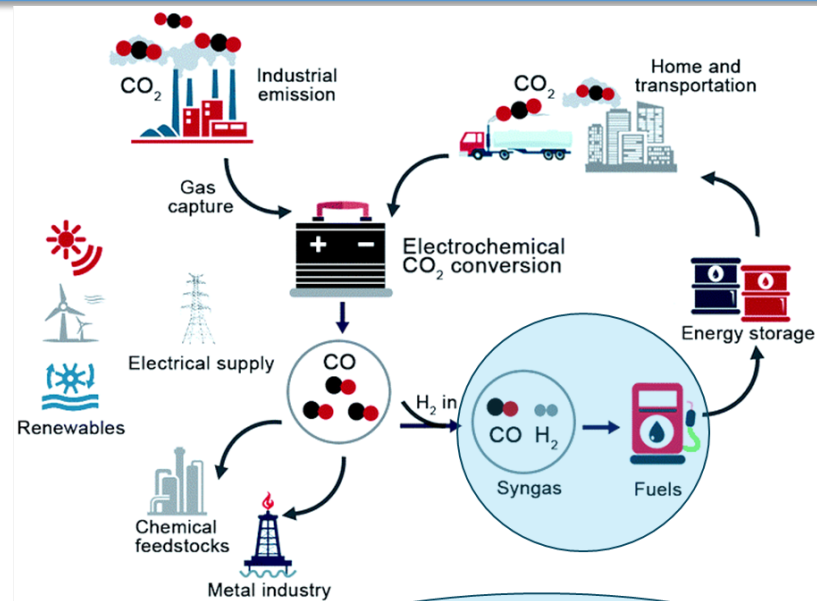 CO₂
Industrial
emission
CO₂
Home and
transportation
Gas
capture
+ −
Electrochemical
CO₂ conversion
Electrical supply
Renewables
CO
H₂ in
CO H₂
Syngas
Fuels
Energy storage
Chemical
feedstocks
Metal industry